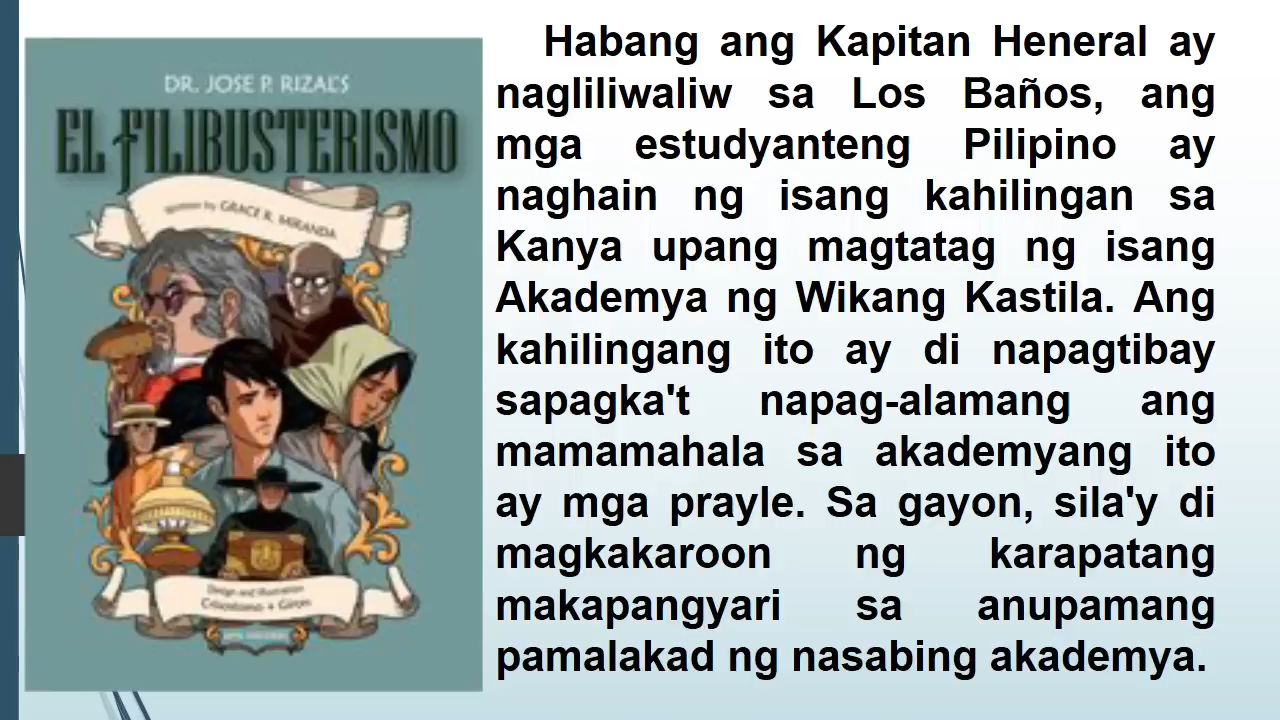 DR. JOSE P. RIZAL'S
EL FILIBUSTERISMO
Written by GRACE R. MIRANDA
Design and Illustration
Habang ang Kapitan Heneral ay
nagliliwaliw sa Los Baños, ang
mga estudyanteng Pilipino ay
naghain ng isang kahilingan sa
Kanya upang magtatag ng isang
Akademya ng Wikang Kastila. Ang
kahilingang ito ay di napagtibay
sapagka't napag-alamang ang
mamamahala sa akademyang ito
ay mga prayle. Sa gayon, sila'y di
magkakaroon ng karapatang
makapangyari sa anupamang
pamalakad ng nasabing akademya.